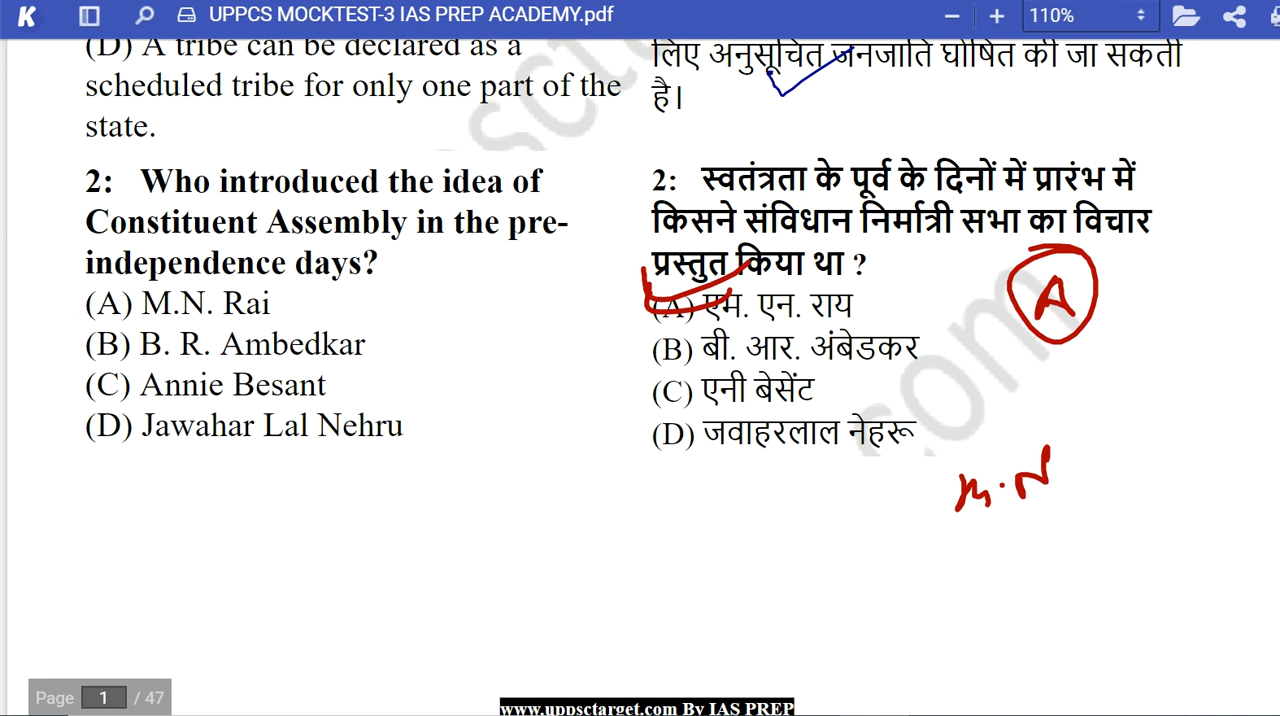 UPPCS MOCKTEST-3 IAS PREP ACADEMY.pdf
110%
(D) A tribe can be declared as a
scheduled tribe for only one part of the
state.
2: Who introduced the idea of
Constituent Assembly in the pre-
independence days?
(A) M.N. Rai
(B) B. R. Ambedkar
(C) Annie Besant
(D) Jawahar Lal Nehru
लिए अनुसूचित जनजाति घोषित की जा सकती
है।
2: स्वतंत्रता के पूर्व के दिनों में प्रारंभ में
किसने संविधान निर्मात्री सभा का विचार
प्रस्तुत किया था ?
(A) एम. एन. राय
(B) बी. आर. अंबेडकर
(C) एनी बेसेंट
(D) जवाहरलाल नेहरू
A
M.N
Page 1 / 47
www.uppsctarget.com By IAS PREP